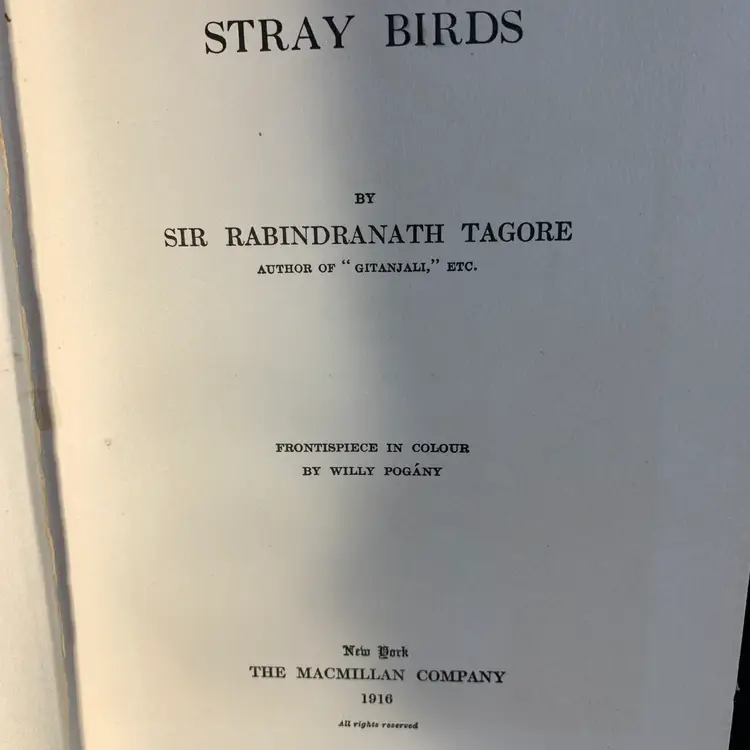 STRAY BIRDS
BY
SIR RABINDRANATH TAGORE
AUTHOR OF “ GITANJALI,” ETC.
FRONTISPIECE IN COLOUR
BY WILLY POGÁNY
New York
THE MACMILLAN COMPANY
1916
All rights reserved